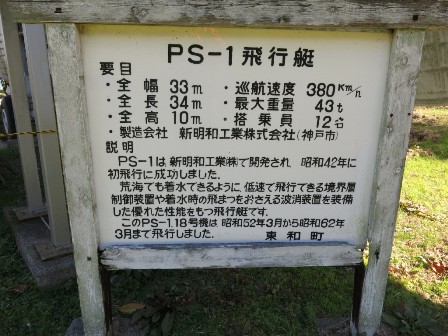 PS-1飛行艇
要目
・全幅 33m ・巡航速度 380Km/h
・全長 34m ・最大重量 43t
・全高 10m ・搭乗員 12名
・製造会社 新明和工業株式会社(神戸市)
説明
PS-1は 新明和工業(株)で開発され 昭和42年に
初飛行に成功しました。
荒海でも着水できるように、低速で飛行できる境界層
制御装置や着水時の飛まつをおさえる波消装置を装備
した優れた性能をもつ飛行艇です。
このPS-1.18号機は 昭和52年3月から昭和62年
3月まで飛行しました. 東和町